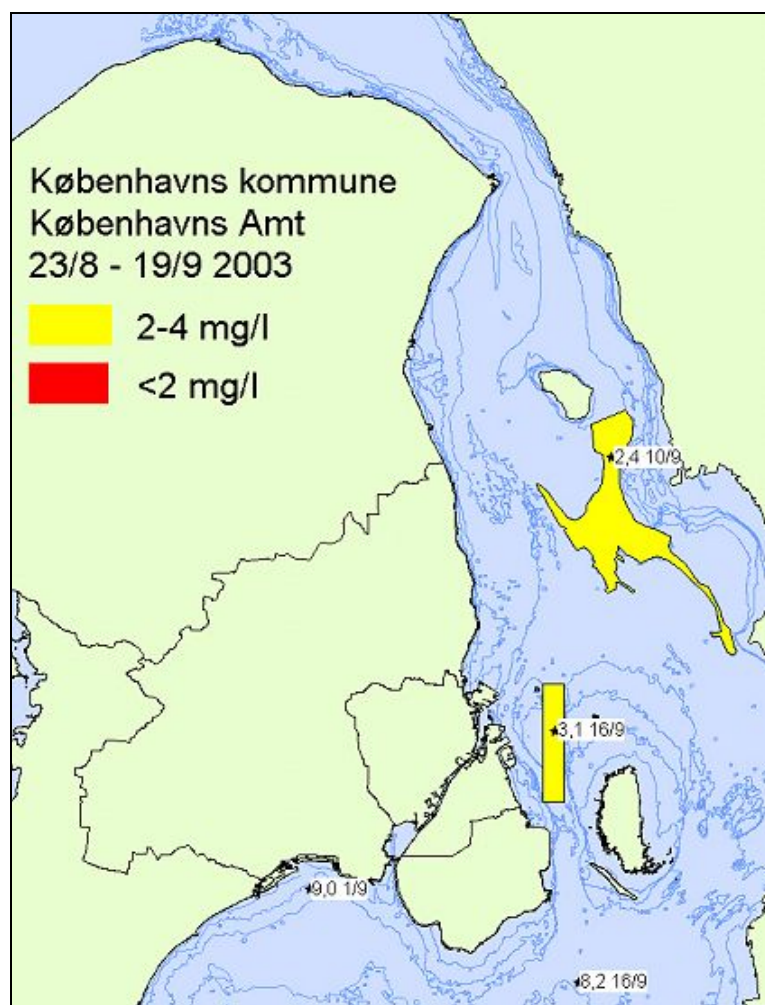 Københavns kommune
Københavns Amt
23/8 - 19/9 2003
2-4 mg/l
<2 mg/l
2,4 10/9
3,1 16/9
9,0 1/9
8,2 16/9